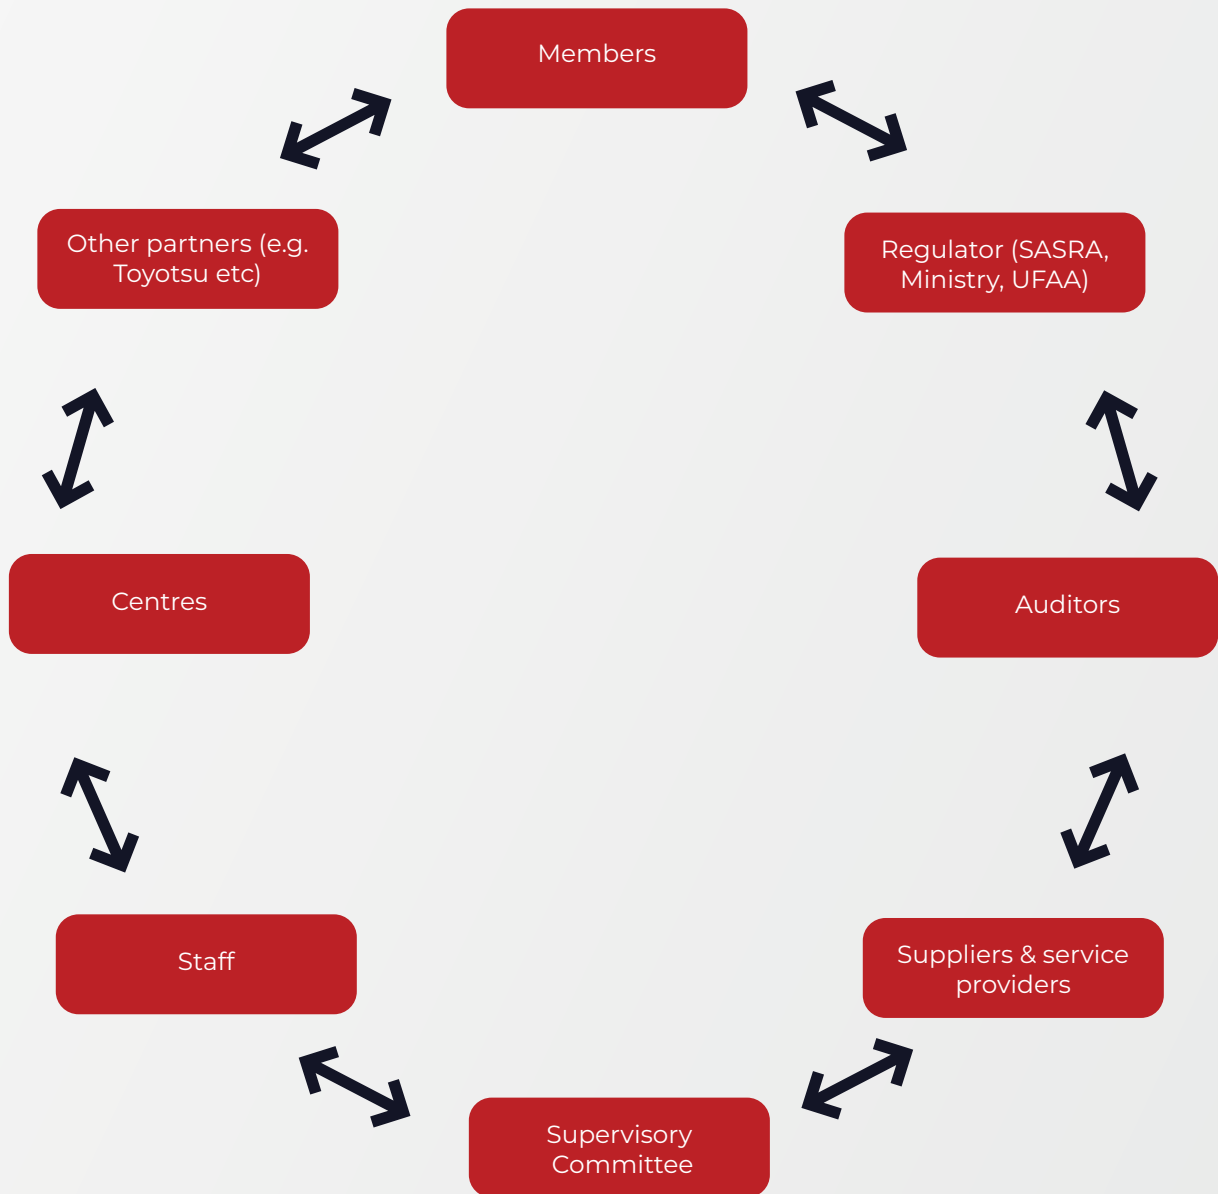 Members
Other partners (e.g.
Toyotsu etc)
Regulator (SASRA,
Ministry, UFAA)
Centres
Auditors
Staff
Suppliers & service
providers
Supervisory
Committee